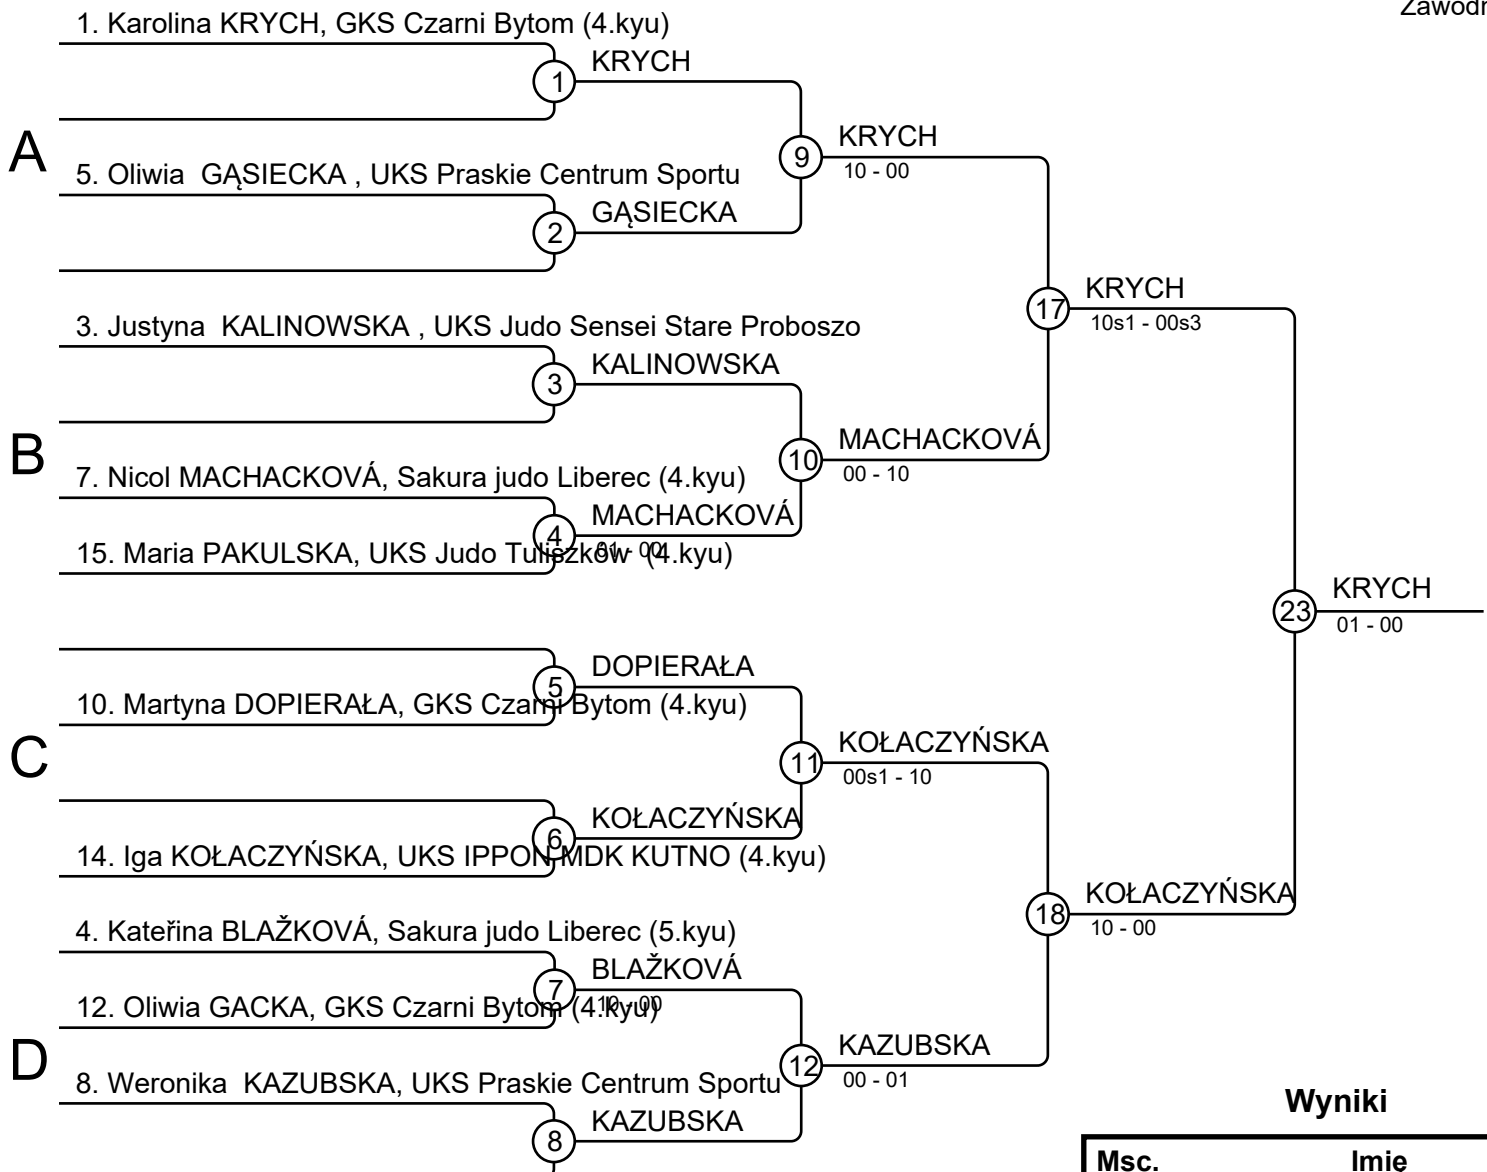 Zawodr
1. Karolina KRYCH, GKS Czarni Bytom (4.kyu)
1
KRYCH
A
9
KRYCH
10 - 00
5. Oliwia GĄSIECKA , UKS Praskie Centrum Sportu
2
GĄSIECKA
17
KRYCH
10s1 - 00s3
3. Justyna KALINOWSKA , UKS Judo Sensei Stare Proboszo
3
KALINOWSKA
B
10
MACHACKOVÁ
00 - 10
7. Nicol MACHACKOVÁ, Sakura judo Liberec (4.kyu)
4
MACHACKOVÁ
01 - 00
15. Maria PAKULSKA, UKS Judo Tuliszków (4.kyu)
23
KRYCH
01 - 00
5
DOPIERAŁA
10. Martyna DOPIERAŁA, GKS Czarni Bytom (4.kyu)
C
11
KOŁACZYŃSKA
00s1 - 10
6
KOŁACZYŃSKA
14. Iga KOŁACZYŃSKA, UKS IPPON MDK KUTNO (4.kyu)
18
KOŁACZYŃSKA
10 - 00
4. Kateřina BLAŽKOVÁ, Sakura judo Liberec (5.kyu)
7
BLAŽKOVÁ
10 - 00
12. Oliwia GACKA, GKS Czarni Bytom (4.kyu)
D
12
KAZUBSKA
00 - 01
8. Weronika KAZUBSKA, UKS Praskie Centrum Sportu
8
KAZUBSKA
Wyniki
Msc. Imię